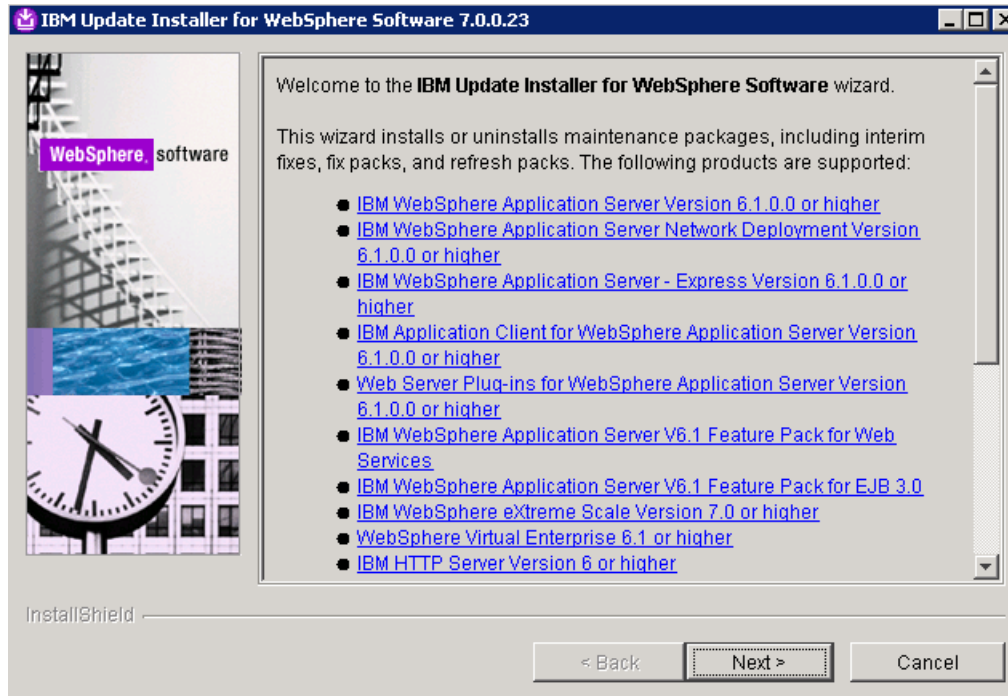 IBM Update Installer for WebSphere Software 7.0.0.23
WebSphere. software
Welcome to the IBM Update Installer for WebSphere Software wizard.
This wizard installs or uninstalls maintenance packages, including interim
fixes, fix packs, and refresh packs. The following products are supported:
IBM WebSphere Application Server Version 6.1.0.0 or higher
IBM WebSphere Application Server Network Deployment Version
6.1.0.0 or higher
IBM WebSphere Application Server - Express Version 6.1.0.0 or
higher
IBM Application Client for WebSphere Application Server Version
6.1.0.0 or higher
Web Server Plug-ins for WebSphere Application Server Version
6.1.0.0 or higher
IBM WebSphere Application Server V6.1 Feature Pack for Web
Services
IBM WebSphere Application Server V6.1 Feature Pack for EJB 3.0
IBM WebSphere eXtreme Scale Version 7.0 or higher
WebSphere Virtual Enterprise 6.1 or higher
IBM HTTP Server Version 6 or higher
InstallShield
< Back
Next >
Cancel